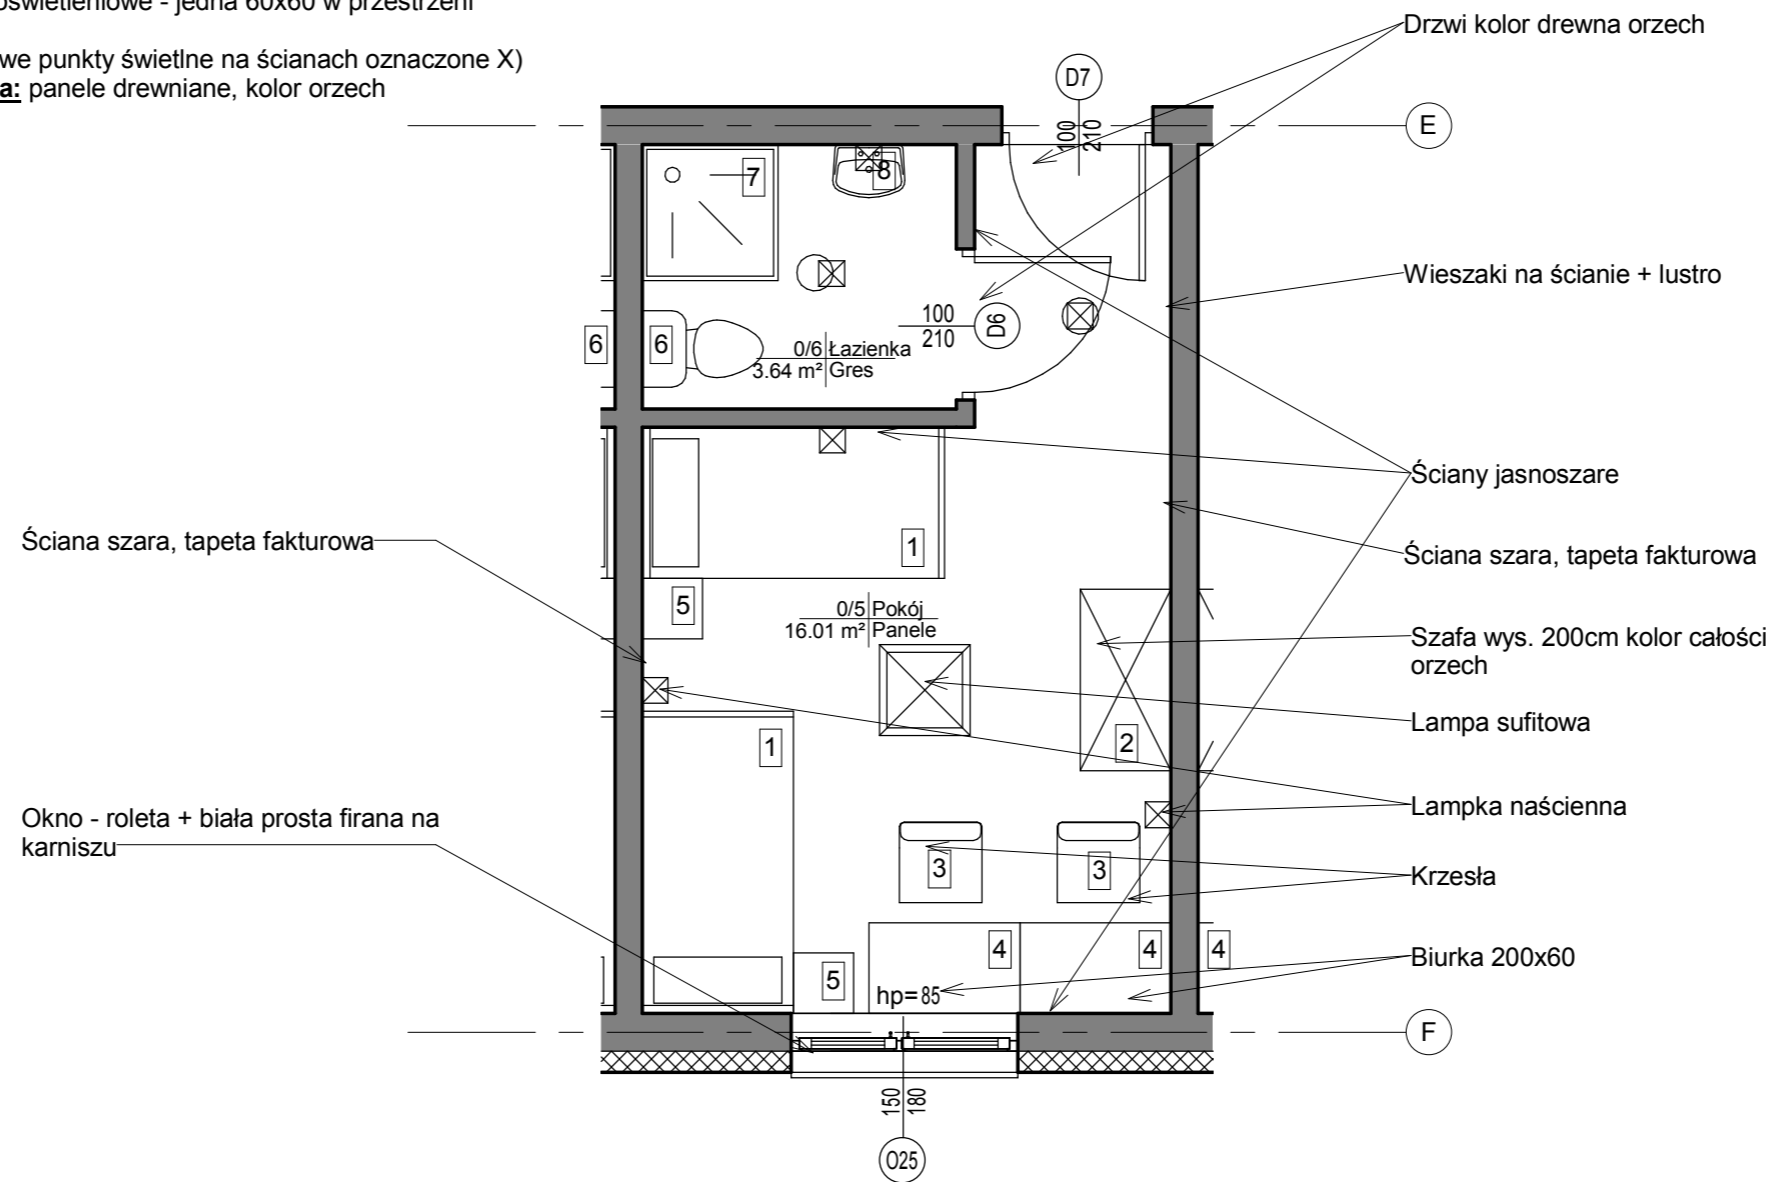 oświetleniowe - jedna 60x60 w przestrzeni
we punkty świetlne na ścianach oznaczone X)
a: panele drewniane, kolor orzech
Drzwi kolor drewna orzech
D7
100
210
E
7
8
Wieszaki na ścianie + lustro
100
210
D6
6
6
0/6 Łazienka
3.64 m² Gres
Ściany jasnoszare
Ściana szara, tapeta fakturowa
1
Ściana szara, tapeta fakturowa
5
0/5 Pokój
16.01 m² Panele
Szafa wys. 200cm kolor całości
orzech
Lampa sufitowa
1
2
Lampka naścienna
Okno - roleta + biała prosta firana na
karniszu
3
3
Krzesła
4
4
4
Biurka 200x60
5
hp= 85
F
150
180
O25